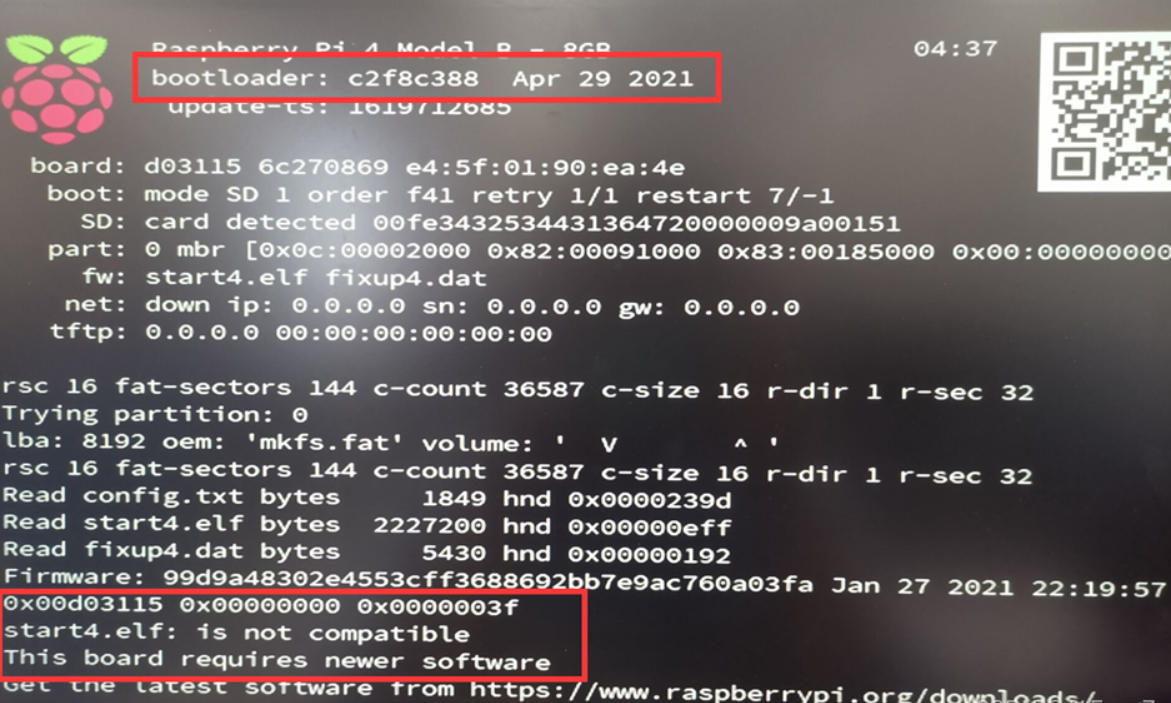 Raspberry Pi 4 Model B - 8GB 04:37
bootloader: c2f8c388 Apr 29 2021
update-ts: 1619712685
board: d03115 6c270869 e4:5f:01:90:ea:4e
boot: mode SD 1 order f41 retry 1/1 restart 7/-1
SD: card detected 00fe34325344313647200000009a00151
part: 0 mbr [0x0c:00002000 0x82:00091000 0x83:00185000 0x00:00000000
fw: start4.elf fixup4.dat
net: down ip: 0.0.0.0 sn: 0.0.0.0 gw: 0.0.0.0
tftp: 0.0.0.0 00:00:00:00:00:00
rsc 16 fat-sectors 144 c-count 36587 c-size 16 r-dir 1 r-sec 32
Trying partition: 0
lba: 8192 oem: 'mkfs.fat' volume: ' V ^ '
rsc 16 fat-sectors 144 c-count 36587 c-size 16 r-dir 1 r-sec 32
Read config.txt bytes 1849 hnd 0x0000239d
Read start4.elf bytes 2227200 hnd 0x00000eff
Read fixup4.dat bytes 5430 hnd 0x00000192
Firmware: 99d9a48302e4553cff3688692bb7e9ac760a03fa Jan 27 2021 22:19:57
0x00d03115 0x00000000 0x0000003f
start4.elf: is not compatible
This board requires newer software
Get the latest software from https://www.raspberrypi.org/downloads/